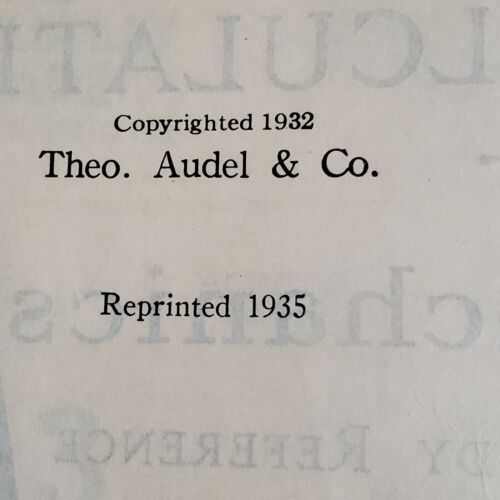 Copyrighted 1932
Theo. Audel & Co.
Reprinted 1935